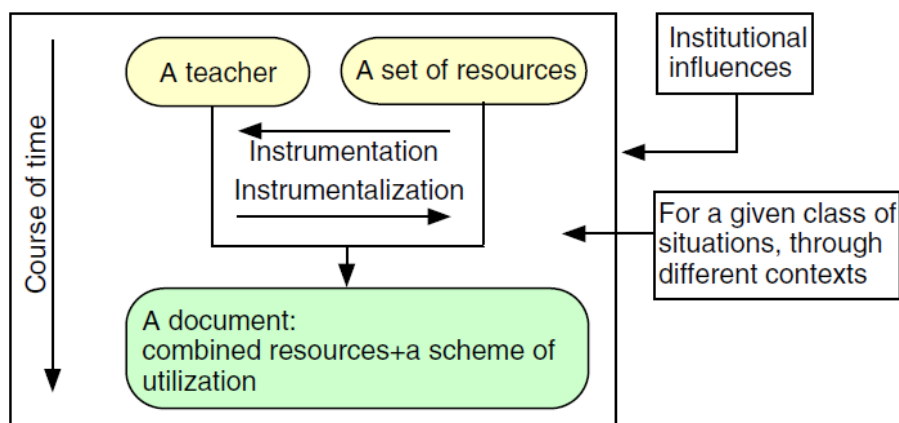 A teacher
A set of resources
Institutional
influences
Instrumentation
Instrumentalization
Course of time
For a given class of
situations, through
different contexts
A document:
combined resources+a scheme of
utilization